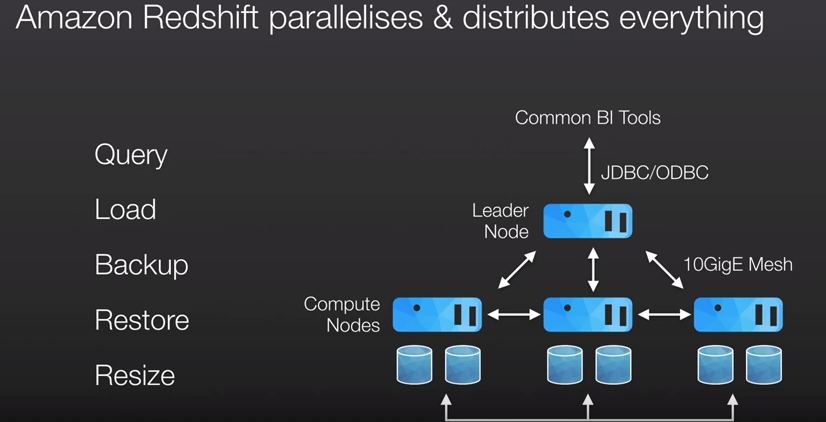 Amazon Redshift parallelises & distributes everything
Query
Load
Backup
Restore
Resize
Common BI Tools
JDBC/ODBC
Leader
Node
10GigE Mesh
Compute
Nodes